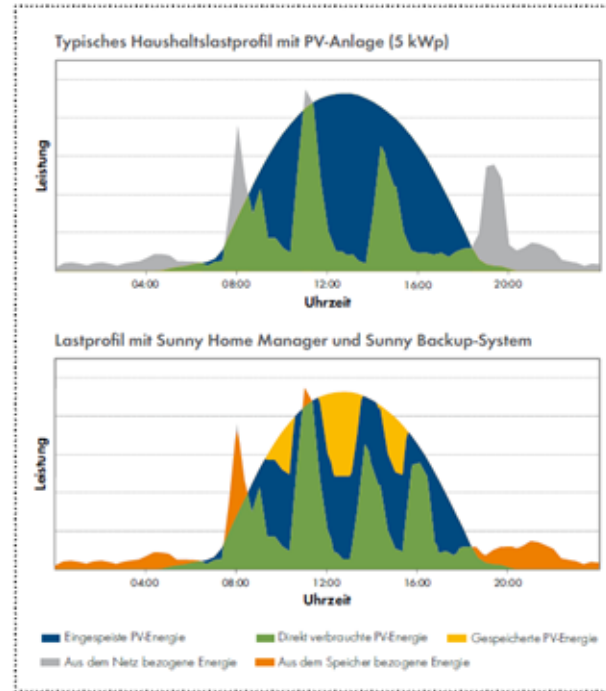 Typisches Haushaltslastprofil mit PV-Anlage (5 kWp)
Leistung
04:00 08:00 12:00 16:00 20:00
Uhrzeit
Lastprofil mit Sunny Home Manager und Sunny Backup-System
Leistung
04:00 08:00 12:00 16:00 20:00
Uhrzeit
Eingespeiste PV-Energie Direkt verbrauchte PV-Energie Gespeicherte PV-Energie
Aus dem Netz bezogene Energie Aus dem Speicher bezogene Energie